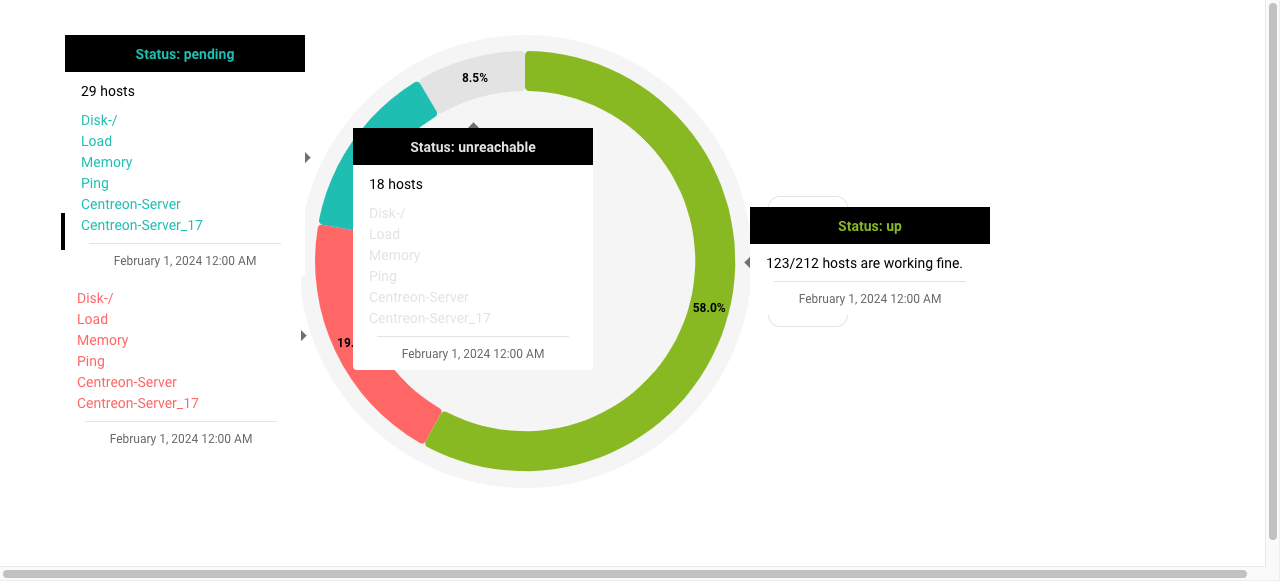 Status: pending
29 hosts
Disk-/
Load
Memory
Ping
Centreon-Server
Centreon-Server_17
February 1, 2024 12:00 AM
Disk-/
Load
Memory
Ping
Centreon-Server
Centreon-Server_17
February 1, 2024 12:00 AM
8.5%
Status: unreachable
18 hosts
Disk-/
Load
Memory
Ping
Centreon-Server
Centreon-Server_17
February 1, 2024 12:00 AM
19.
58.0%
Status: up
123/212 hosts are working fine.
February 1, 2024 12:00 AM